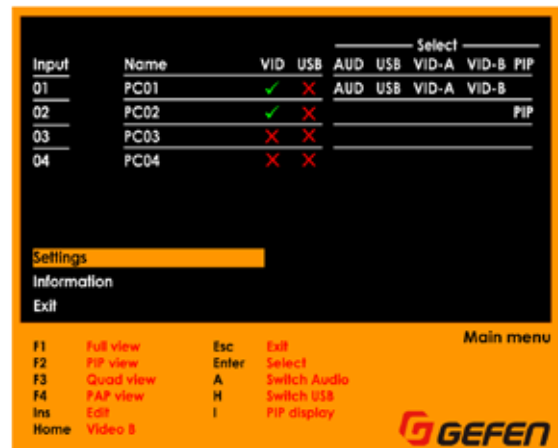 Select
Input Name VID USB AUD USB VID-A VID-B PIP
01 PC01 ✓ ✗ AUD USB VID-A VID-B
02 PC02 ✓ ✗ PIP
03 PC03 ✗ ✗
04 PC04 ✗ ✗
Settings
Information
Exit
Main menu
F1 Full view Esc Exit
F2 PIP view Enter Select
F3 Quad view A Switch Audio
F4 PAP view H Switch USB
Ins Edit I PIP display
Home Video B
GEFEN